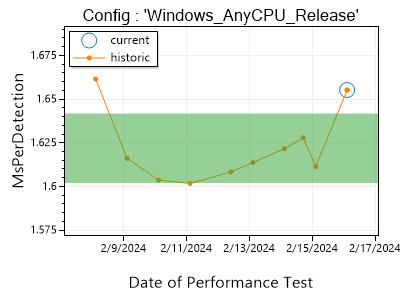 Config : 'Windows_AnyCPU_Release'
current
historic
1.675
1.65
1.625
1.6
1.575
MsPerDetection
2/9/2024
2/11/2024
2/13/2024
2/15/2024
2/17/2024
Date of Performance Test